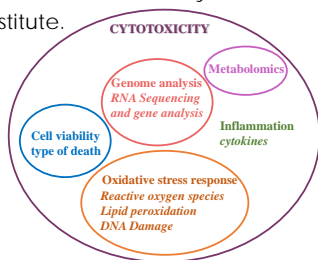 stitute.
CYTOTOXICITY
Metabolomics
Genome analysis
RNA Sequencing
and gene analysis
Inflammation
cytokines
Cell viability
type of death
Oxidative stress response
Reactive oxygen species
Lipid peroxidation
DNA Damage